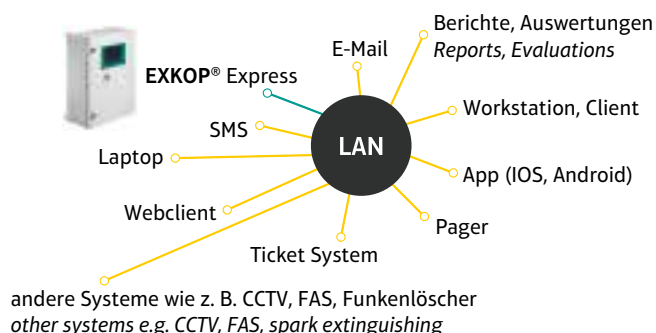 Berichte, Auswertungen
Reports, Evaluations
E-Mail
EXKOP® Express
Workstation, Client
SMS
LAN
Laptop
App (IOS, Android)
Webclient
Pager
Ticket System
andere Systeme wie z. B. CCTV, FAS, Funkenlöscher
other systems e.g. CCTV, FAS, spark extinguishing